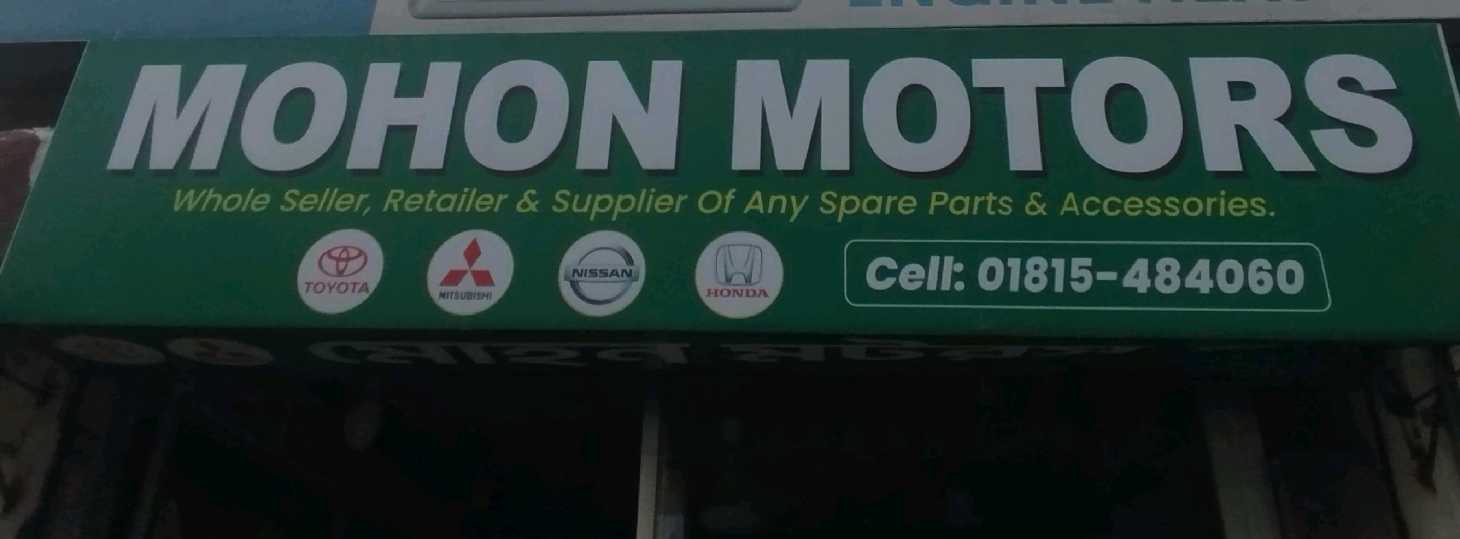 MOHON MOTORS
Whole Seller, Retailer & Supplier Of Any Spare Parts & Accessories.
TOYOTA
MITSUBISHI
NISSAN
HONDA
Cell: 01815-484060